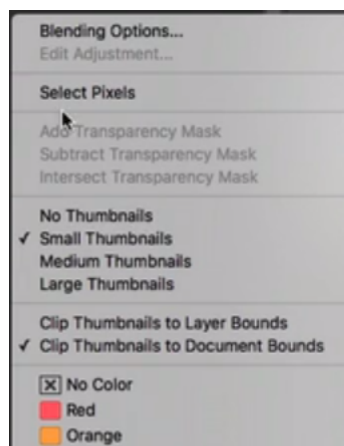 Blending Options...
Edit Adjustment...
Select Pixels
Add Transparency Mask
Subtract Transparency Mask
Intersect Transparency Mask
No Thumbnails
✓ Small Thumbnails
Medium Thumbnails
Large Thumbnails
Clip Thumbnails to Layer Bounds
✓ Clip Thumbnails to Document Bounds
No Color
Red
Orange